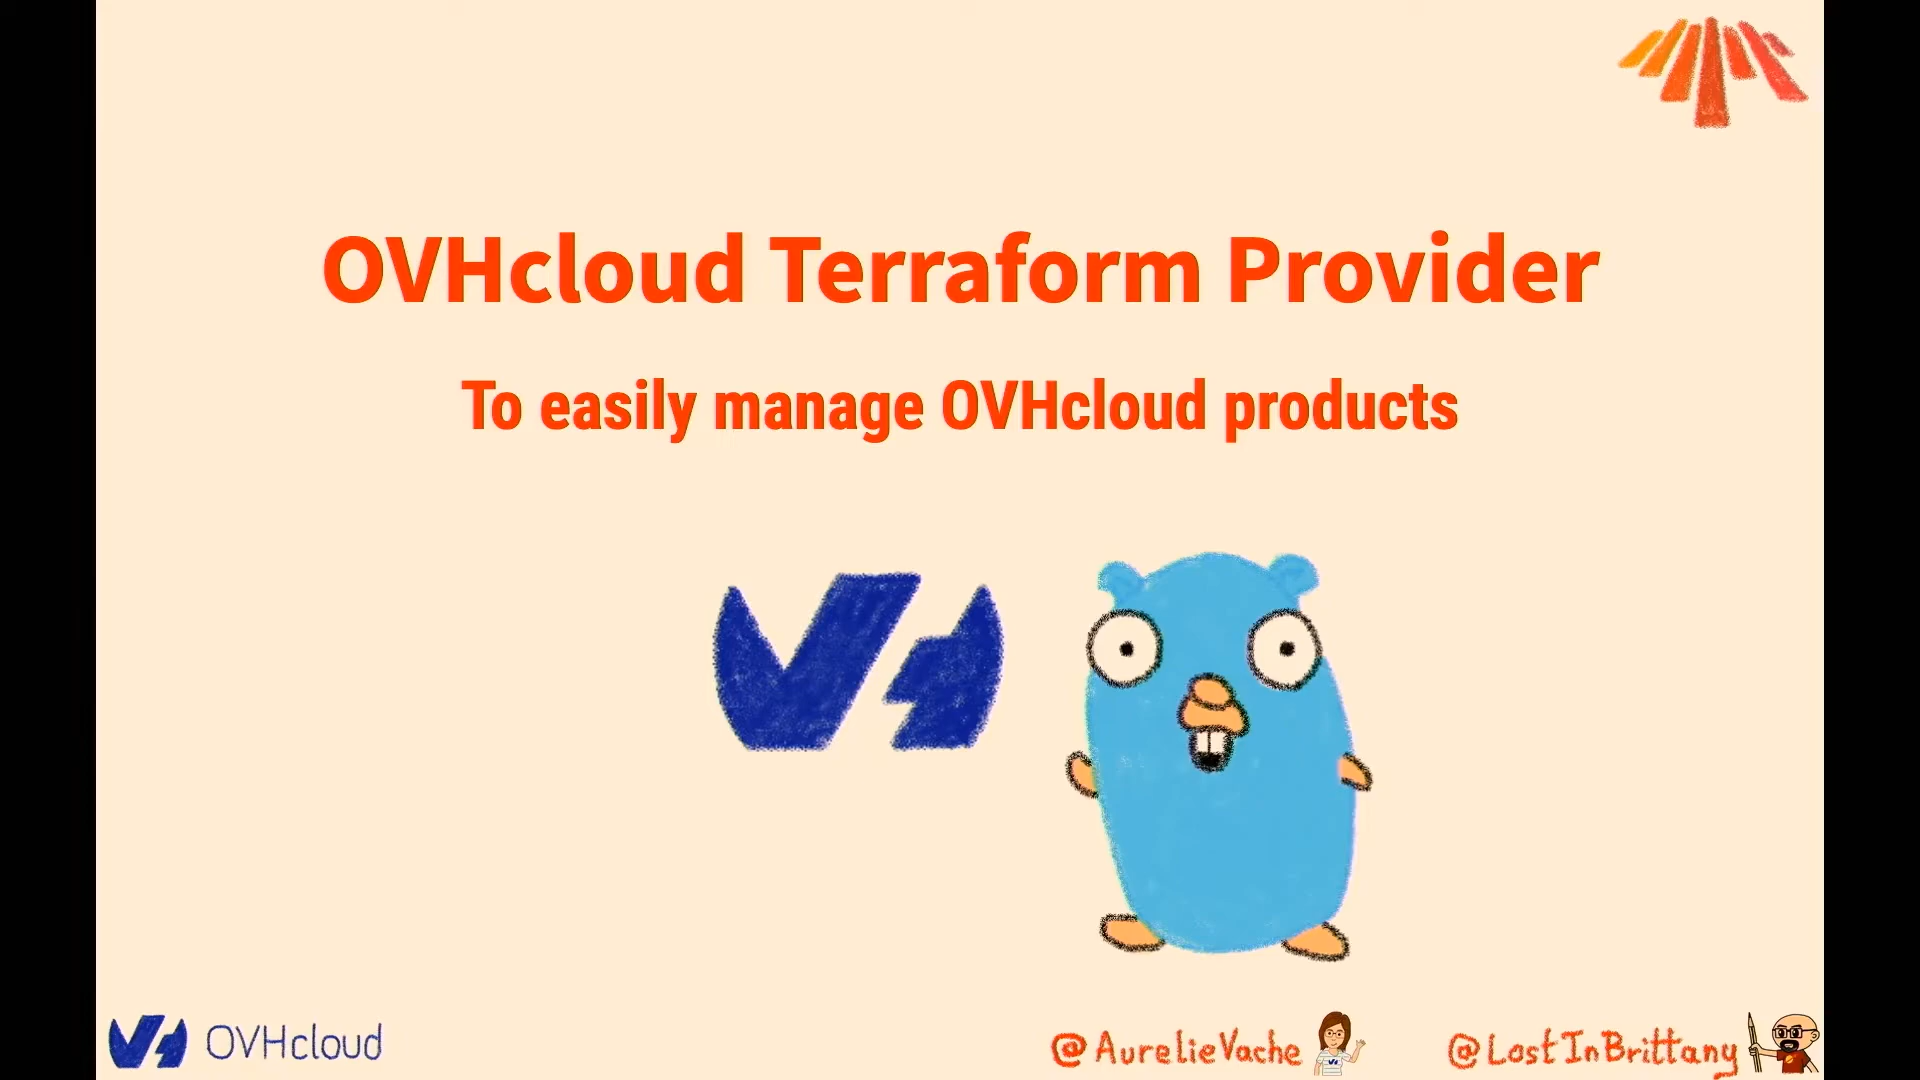 OVHcloud Terraform Provider
To easily manage OVHcloud products
OVHcloud
@AurelieVache
@LostInBrittany